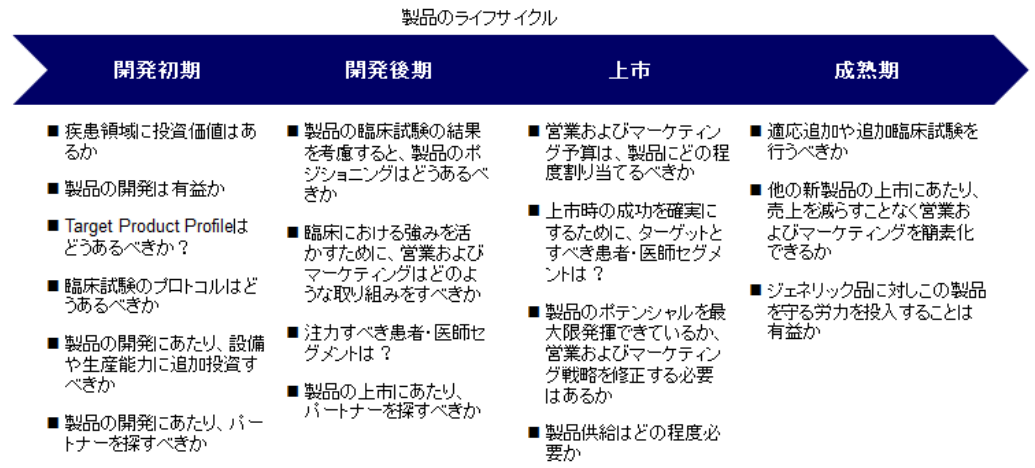 製品のライフサイクル
開発初期
開発後期
上市
成熟期
■ 疾患領域に投資価値はあ
るか
■ 製品の開発は有益か
■ Target Product Profileは
どうあるべきか？
■ 臨床試験のプロトコルはど
うあるべきか
■ 製品の開発にあたり、設備
や生産能力に追加投資す
べきか
■ 製品の開発にあたり、パー
トナーを探すべきか
■ 製品の臨床試験の結果
を考慮すると、製品のポ
ジショニングはどうあるべ
きか
■ 臨床における強みを活
かすために、営業および
マーケティングはどのよ
うな取り組みをすべきか
■ 注力すべき患者・医師セ
グメントは？
■ 製品の上市にあたり、
パートナーを探すべきか
■ 営業およびマーケティン
グ予算は、製品にどの程
度割り当てるべきか
■ 上市時の成功を確実に
するために、ターゲットと
すべき患者・医師セグメ
ントは？
■ 製品のポテンシャルを最
大限発揮できているか、
営業およびマーケティン
グ戦略を修正する必要
はあるか
■ 製品供給はどの程度必
要か
■ 適応追加や追加臨床試験を
行うべきか
■ 他の新製品の上市にあたり、
売上を減らすことなく営業お
よびマーケティングを簡素化
できるか
■ ジェネリック品に対しこの製品
を守る労力を投入することは
有益か